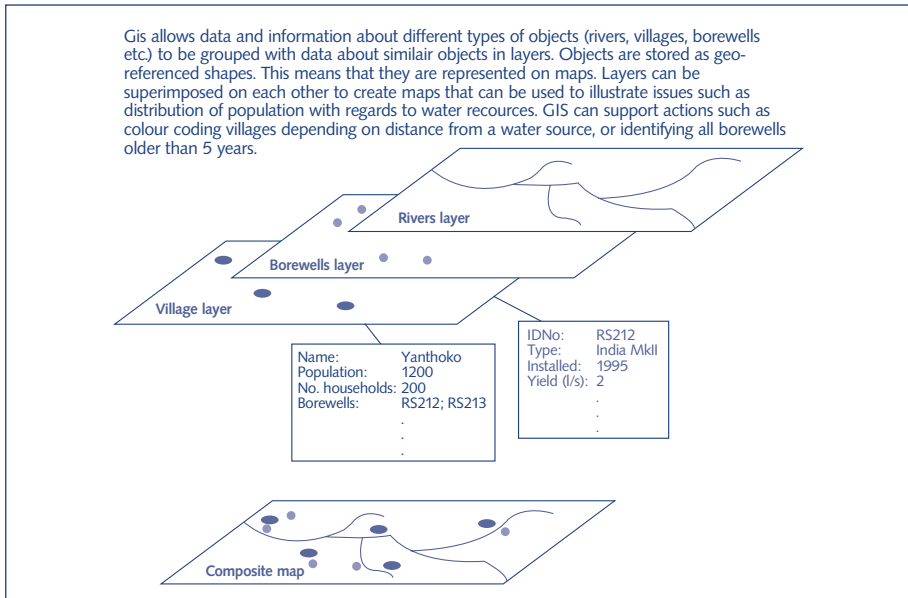 Gis allows data and information about different types of objects (rivers, villages, borewells
etc.) to be grouped with data about similair objects in layers. Objects are stored as geo-
referenced shapes. This means that they are represented on maps. Layers can be
superimposed on each other to create maps that can be used to illustrate issues such as
distribution of population with regards to water recources. GIS can support actions such as
colour coding villages depending on distance from a water source, or identifying all borewells
older than 5 years.
Rivers layer
Borewells layer
Village layer
Name: Yanthoko
Population: 1200
No. households: 200
Borewells: RS212; RS213
.
.
.
IDNo: RS212
Type: India MkII
Installed: 1995
Yield (l/s): 2
.
.
.
Composite map